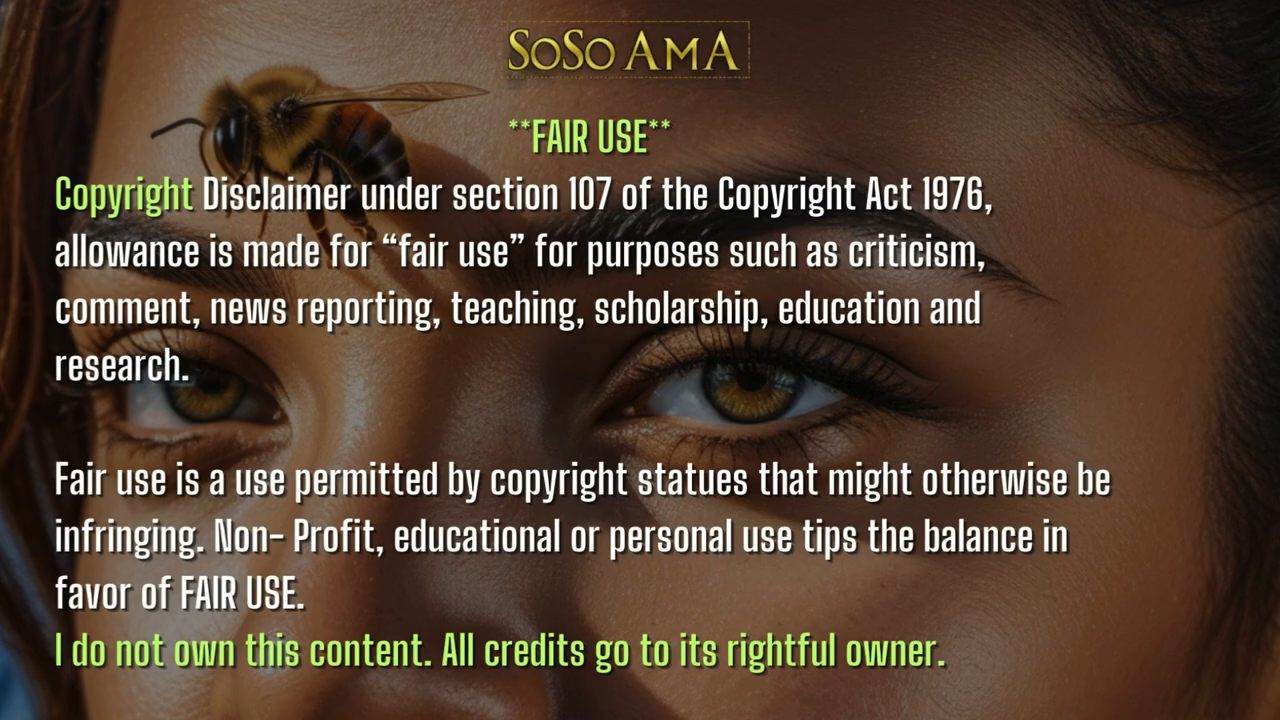 SoSo AmA
**FAIR USE**
Copyright Disclaimer under section 107 of the Copyright Act 1976,
allowance is made for “fair use” for purposes such as criticism,
comment, news reporting, teaching, scholarship, education and
research.
Fair use is a use permitted by copyright statues that might otherwise be
infringing. Non- Profit, educational or personal use tips the balance in
favor of FAIR USE.
I do not own this content. All credits go to its rightful owner.